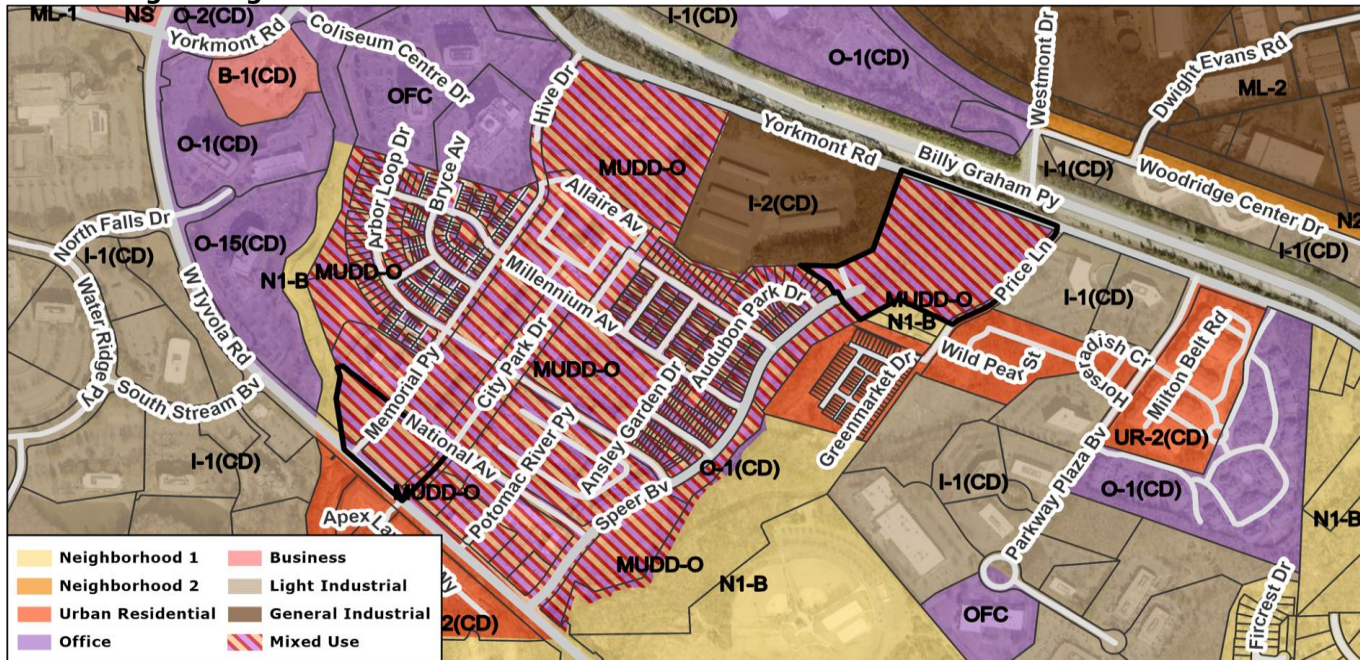 ML-1
NS
O-2(CD)
I-1(CD)
Yorkmont Rd
Coliseum Centre Dr
B-1(CD)
OFC
Hive Dr
O-1(CD)
Westmont Dr
Dwight Evans Rd
ML-2
O-1(CD)
Arbor Loop Dr
Bryce Av
MUDD-O
Yorkmont Rd
Billy Graham Py
I-1(CD)
Woodridge Center Dr
N2
I-1(CD)
Allaire Av
I-2(CD)
North Falls Dr
I-1(CD)
O-15(CD)
N1-B
MUDD-O
Millennium Av
Water Ridge Py
W Tyvola Rd
City Park Dr
Audubon Park Dr
MUDD-O
N1-B
Price Ln
I-1(CD)
Wild Pear St
Horseradish Cr
Milton Belt Rd
South Stream Bv
Memorial Py
MUDD-O
Ansley Garden Dr
Greenmarket Dr
National Av
Potomac River Py
I-1(CD)
MUDD-O
O-1(CD)
Speer Bv
UR-2(CD)
I-1(CD)
O-1(CD)
Parkway Plaza Bv
N1-B
MUDD-O
N1-B
OFC
Fircrest Dr
2(CD)
Neighborhood 1
Neighborhood 2
Urban Residential
Office
Business
Light Industrial
General Industrial
Mixed Use